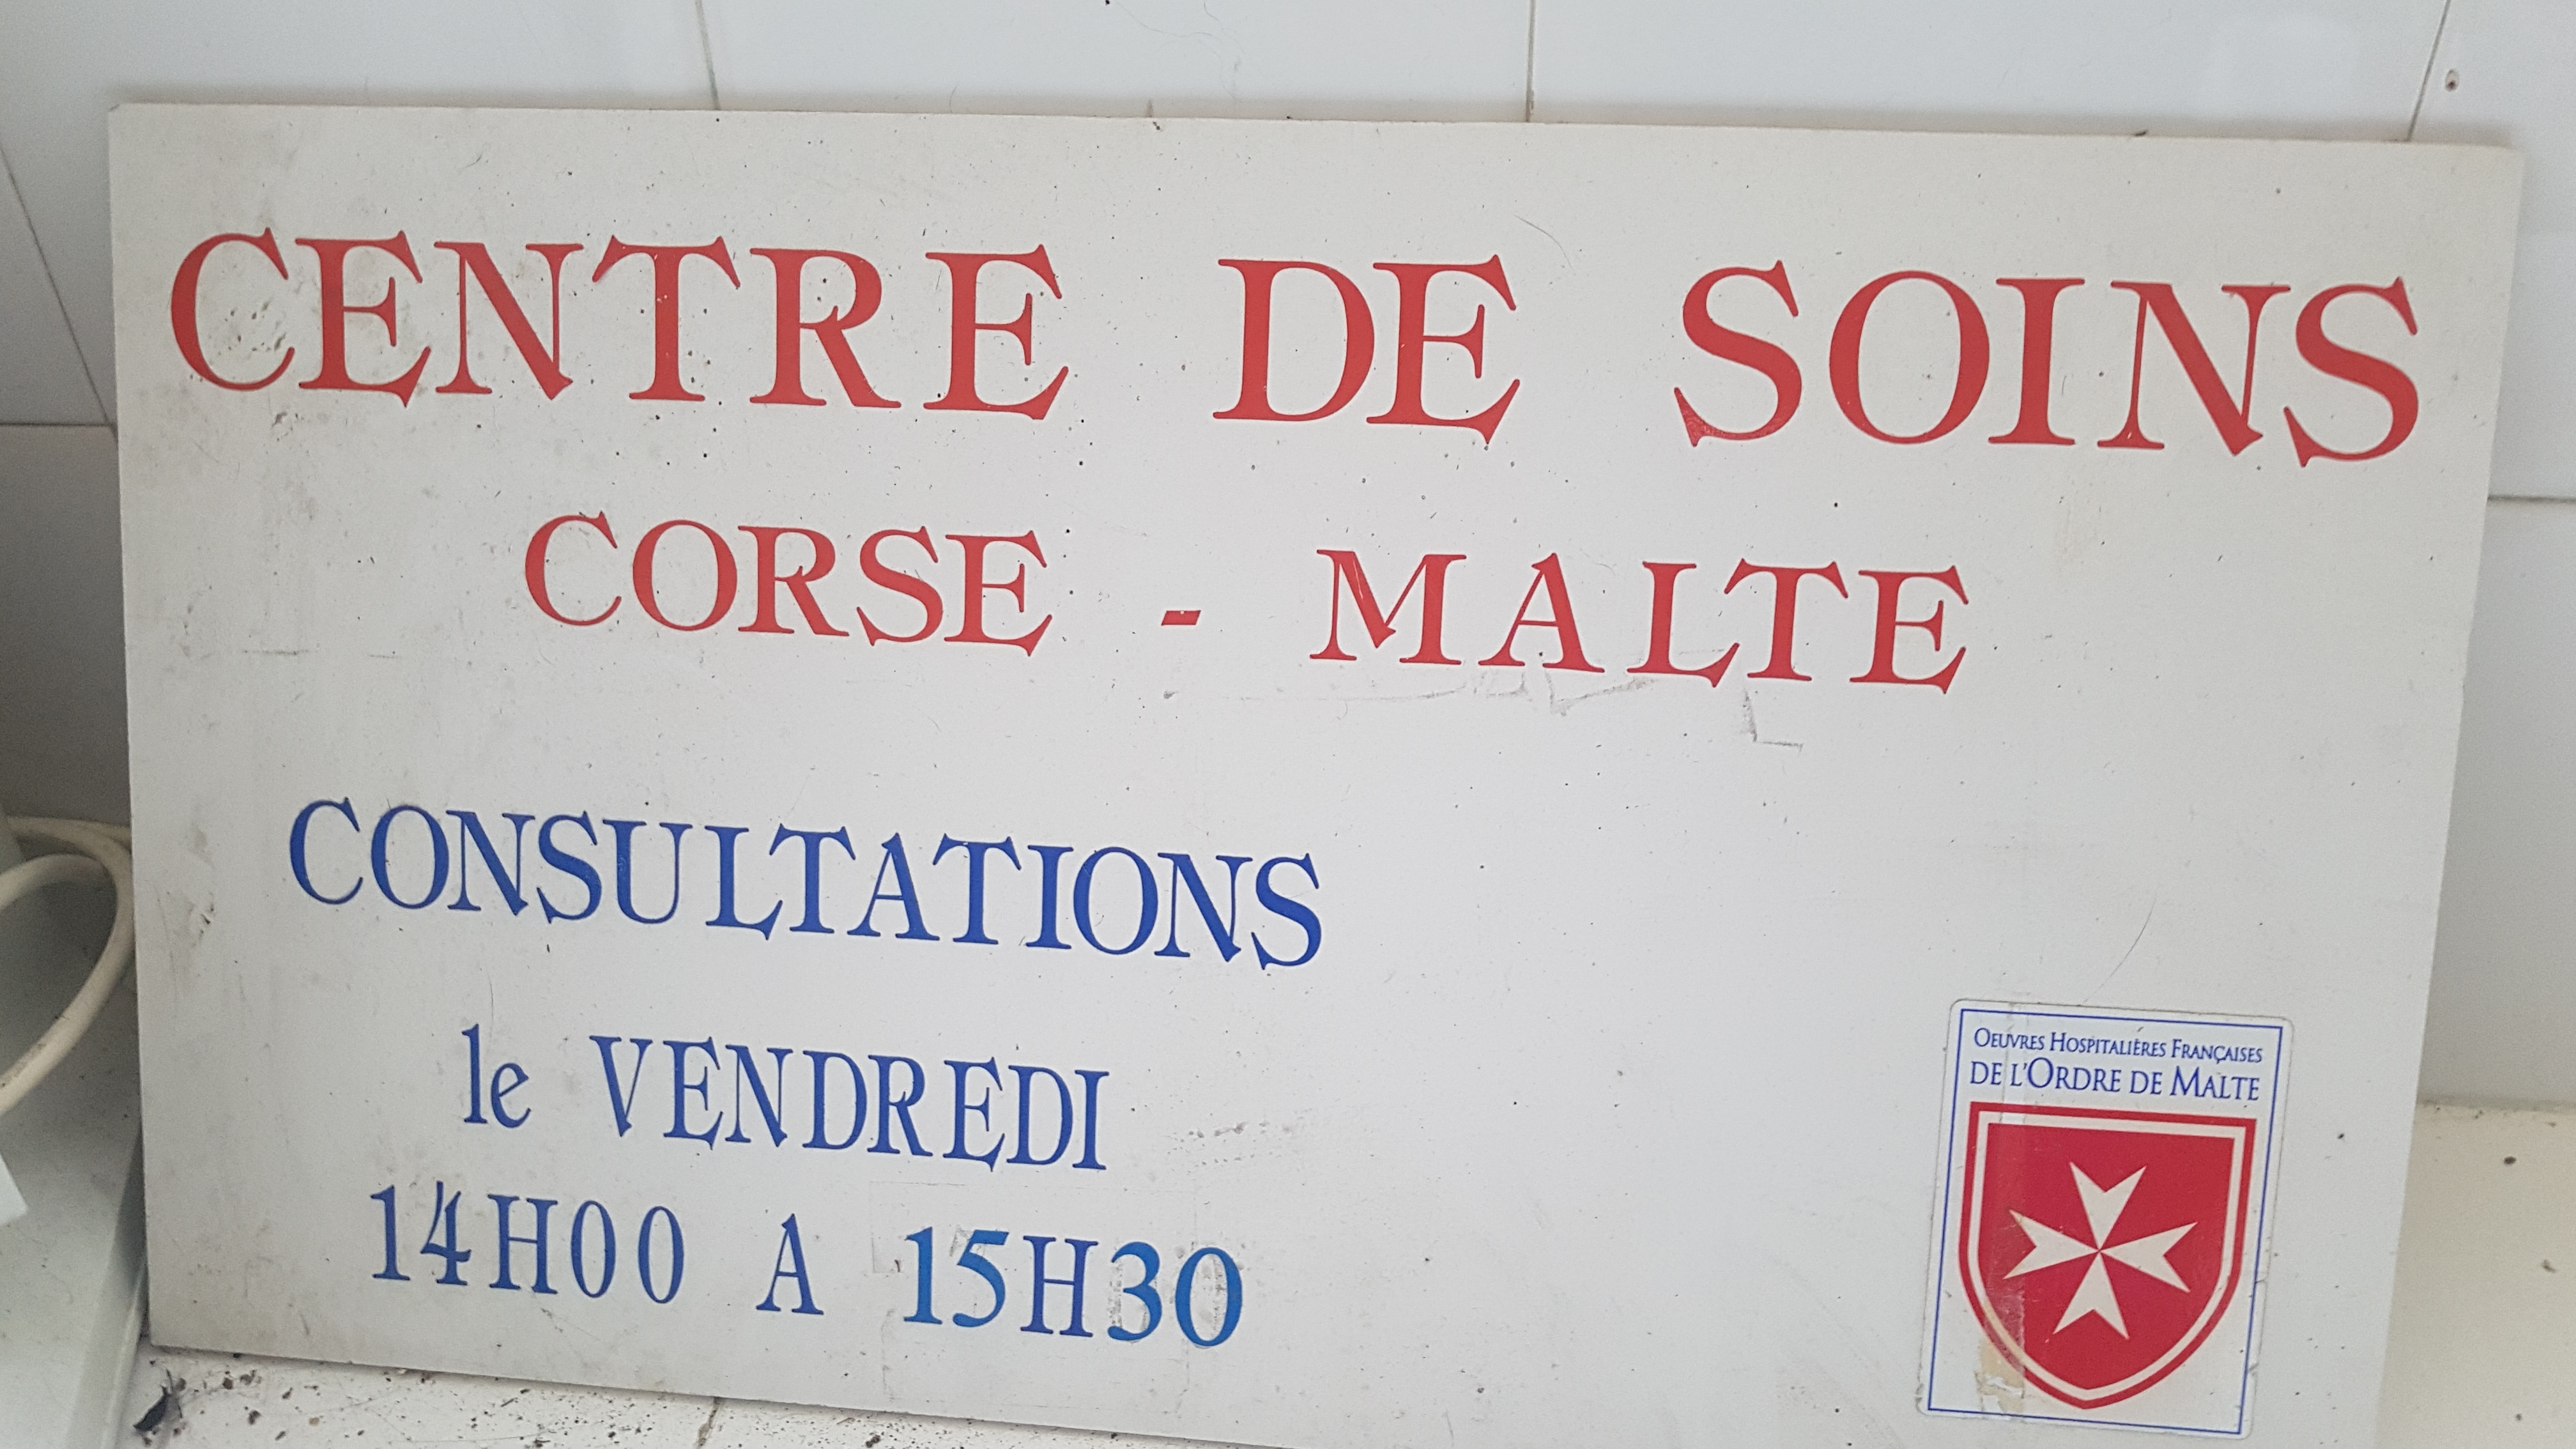 CENTRE DE SOINS
CORSE - MALTE
CONSULTATIONS
le VENDREDI
14H00 A 15H30
OEUVRES HOSPITALIÈRES FRANÇAISES
DE L'ORDRE DE MALTE